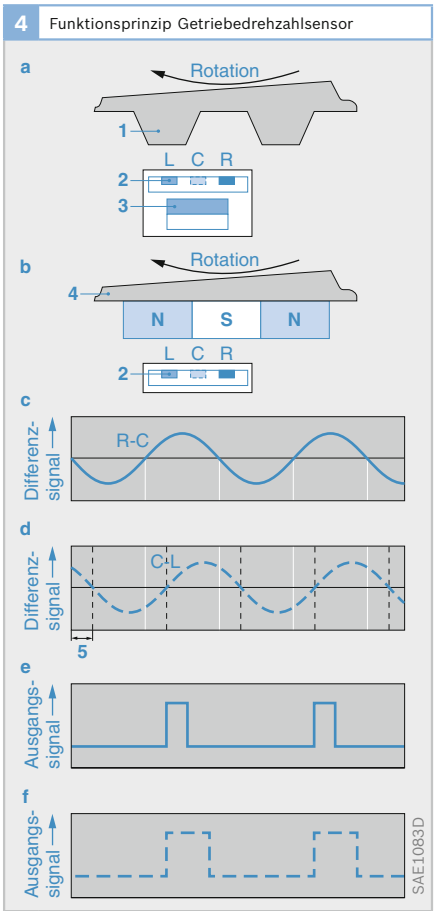 4 Funktionsprinzip Getriebedrehzahlsensor
a
Rotation
1
L C R
2
3
b
Rotation
4
N S N
L C R
2
c
Differenz-
signal
R-C
d
Differenz-
signal
C-L
5
e
Ausgangs-
signal
f
Ausgangs-
signal
SAE1083D